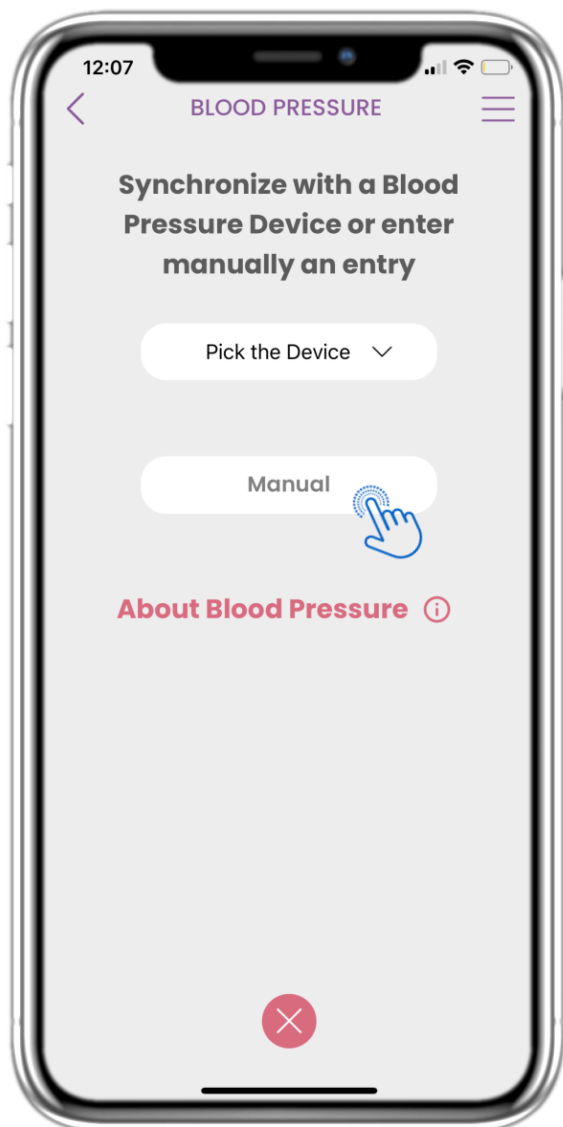 12:07
BLOOD PRESSURE
Synchronize with a Blood
Pressure Device or enter
manually an entry
Pick the Device
Manual
About Blood Pressure